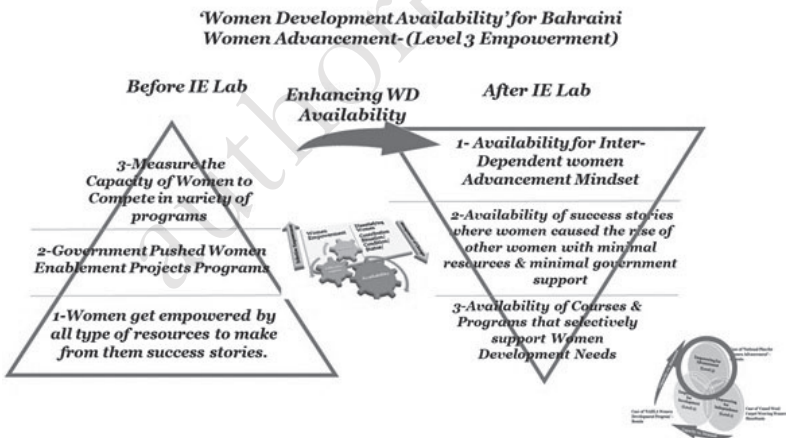 'Women Development Availability' for Bahraini
Women Advancement- (Level 3 Empowerment)
Before IE Lab
Enhancing WD
Availability
After IE Lab
3-Measure the
Capacity of Women to
Compete in variety of
programs
2-Government Pushed Women
Enablement Projects Programs
1-Women get empowered by
all type of resources to make
from them success stories.
Women
Empowerment
1- Availability for Inter-
Dependent women
Advancement Mindset
2-Availability of success stories
where women caused the rise of
other women with minimal
resources & minimal government
support
3-Availability of Courses &
Programs that selectively
support Women
Development Needs
author